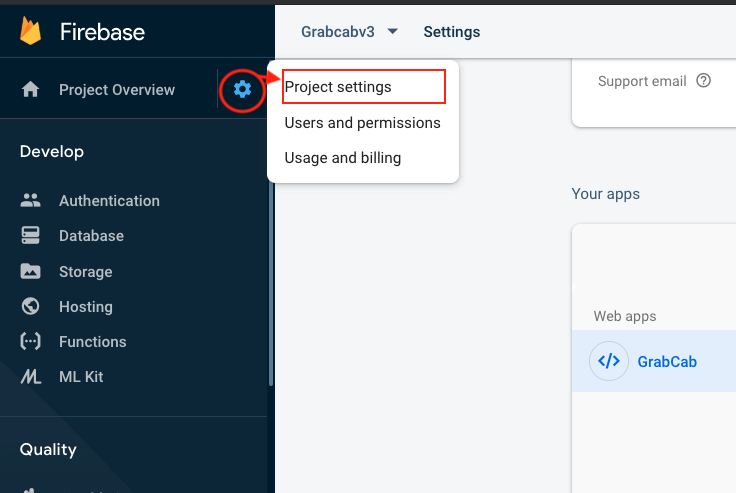 Firebase
Grabcabv3
Settings
Project Overview
Project settings
Users and permissions
Usage and billing
Support email
Develop
Authentication
Database
Storage
Hosting
Functions
ML Kit
Quality
Your apps
Web apps
GrabCab